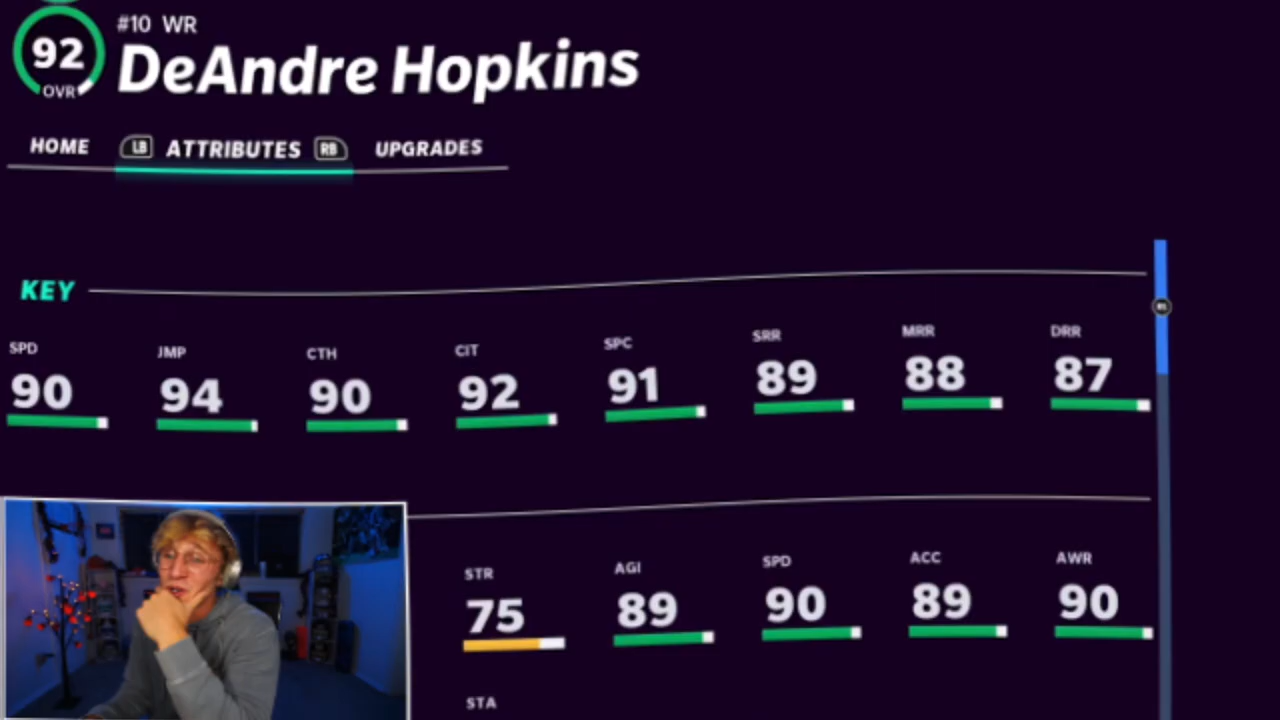 92
OVR
#10 WR
DeAndre Hopkins
HOME LB ATTRIBUTES RB UPGRADES
KEY
SPD JMP CTH CIT SPC SRR MRR DRR
90 94 90 92 91 89 88 87
STR AGI SPD ACC AWR
75 89 90 89 90
STA